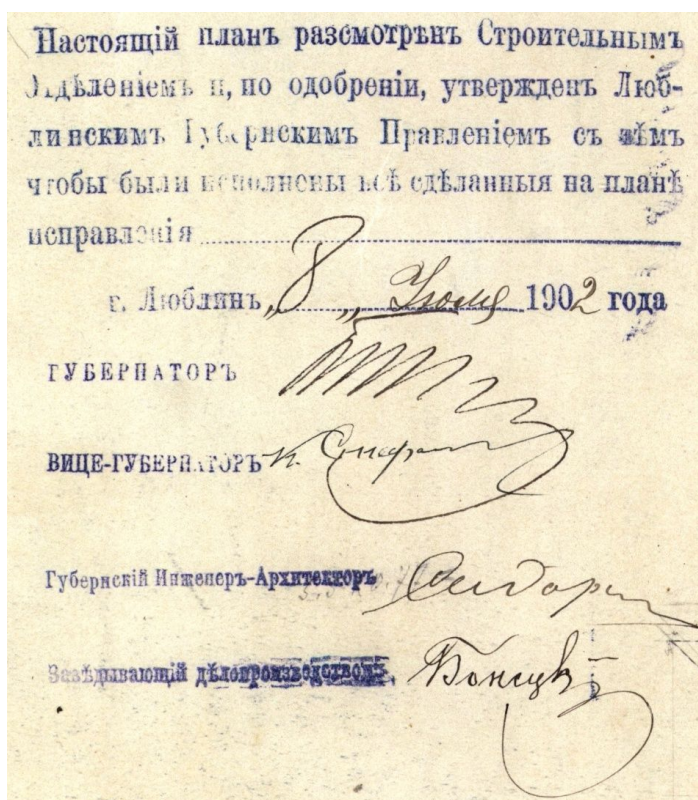 Настоящій планъ разсмотрѣнъ Строительнымъ
Отдѣленіемъ и, по одобреніи, утвержденъ Люб-
линскимъ Губернскимъ Правленіемъ съ тѣмъ
чтобы были исполнены всѣ сдѣланныя на планѣ
исправленія
г. Люблинъ, „8„ Іюля 1902 года
ГУБЕРНАТОРЪ
ВИЦЕ-ГУБЕРНАТОРЪ
Губернскій Инженеръ-Архитекторъ
Завѣдывающій дѣлопроизводствомъ,